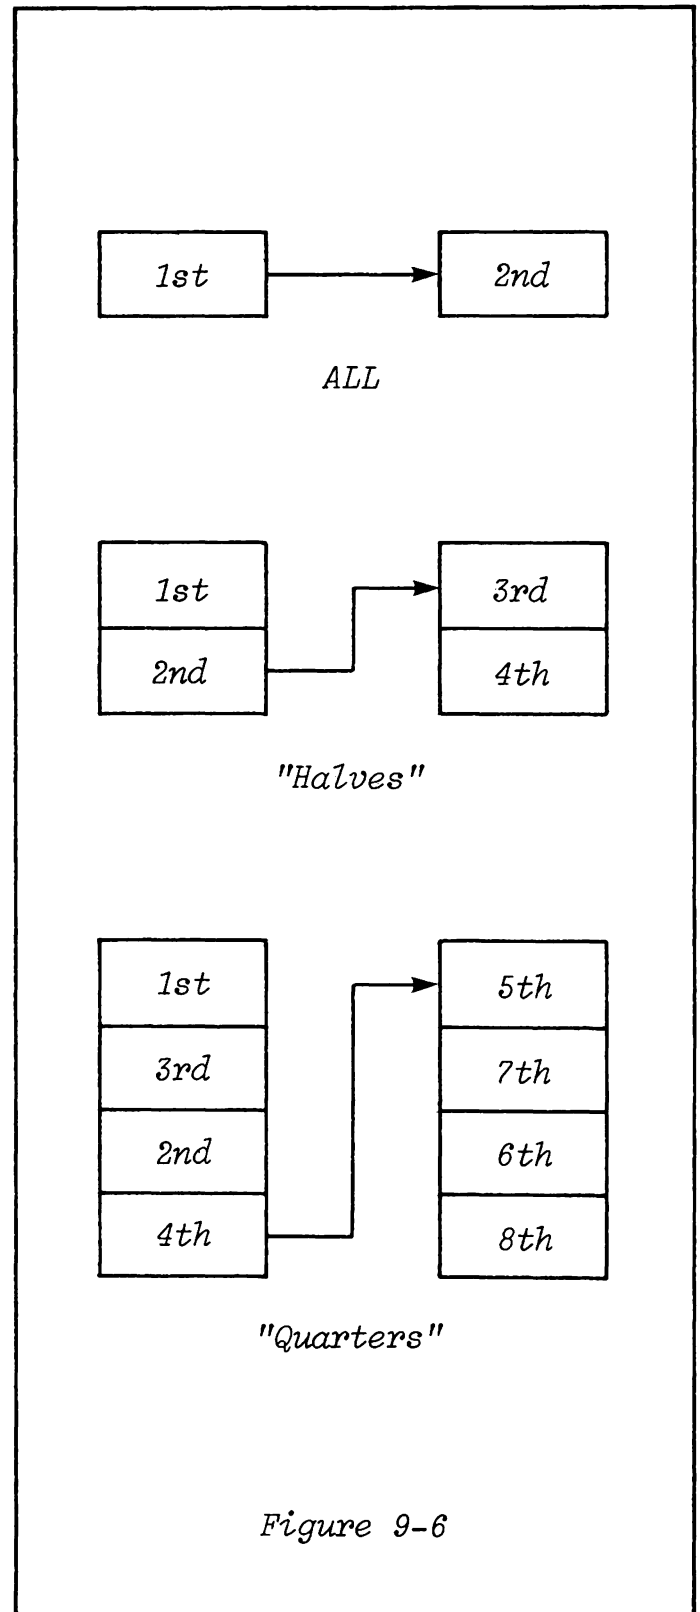 1st 2nd
ALL
1st 3rd
2nd 4th
"Halves"
1st 5th
3rd 7th
2nd 6th
4th 8th
"Quarters"
Figure 9-6